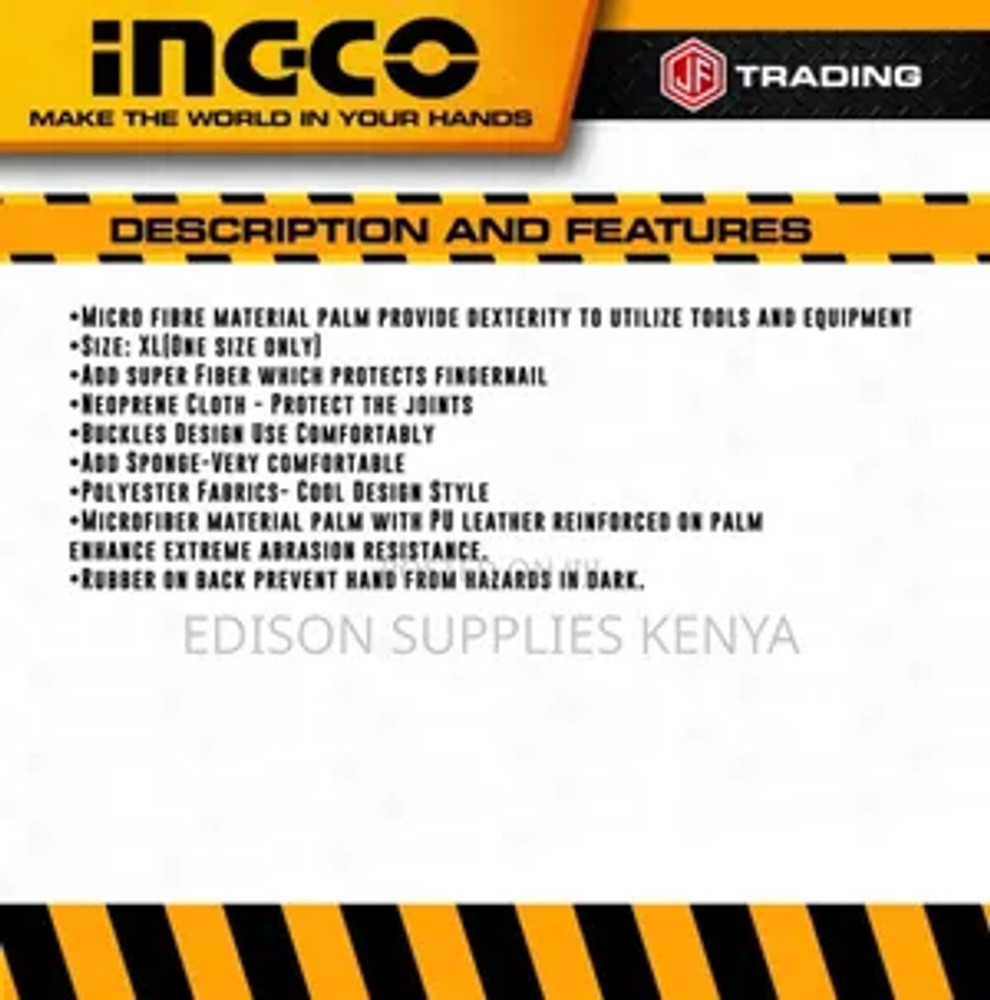 INGCO
MAKE THE WORLD IN YOUR HANDS
JF TRADING
DESCRIPTION AND FEATURES
•MICRO FIBRE MATERIAL PALM PROVIDE DEXTERITY TO UTILIZE TOOLS AND EQUIPMENT
•SIZE: XL(ONE SIZE ONLY)
•ADD SUPER FIBER WHICH PROTECTS FINGERNAIL
•NEOPRENE CLOTH - PROTECT THE JOINTS
•BUCKLES DESIGN USE COMFORTABLY
•ADD SPONGE-VERY COMFORTABLE
•POLYESTER FABRICS- COOL DESIGN STYLE
•MICROFIBER MATERIAL PALM WITH PU LEATHER REINFORCED ON PALM
ENHANCE EXTREME ABRASION RESISTANCE.
•RUBBER ON BACK PREVENT HAND FROM HAZARDS IN DARK.
EDISON SUPPLIES KENYA